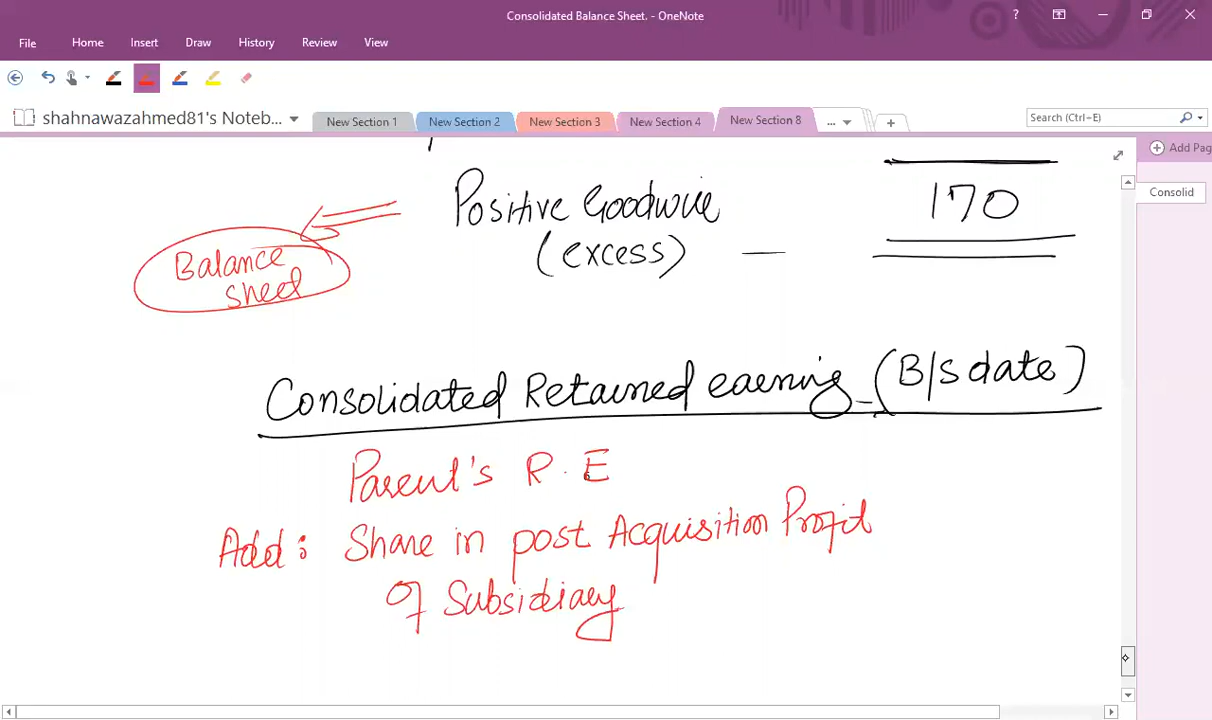 Consolidated Balance Sheet. - OneNote
?
File
Home
Insert
Draw
History
Review
View
shahnawazahmed81's Noteb...
New Section 1
New Section 2
New Section 3
New Section 4
New Section 8
...
Search (Ctrl+E)
Add Pag
Consolid
Positive Goodwill 170
(excess) —
Balance
sheet
Consolidated Retained earning - (B/S date)
Parent's R.E
Add: Share in post Acquisition Profit
Of Subsidiary